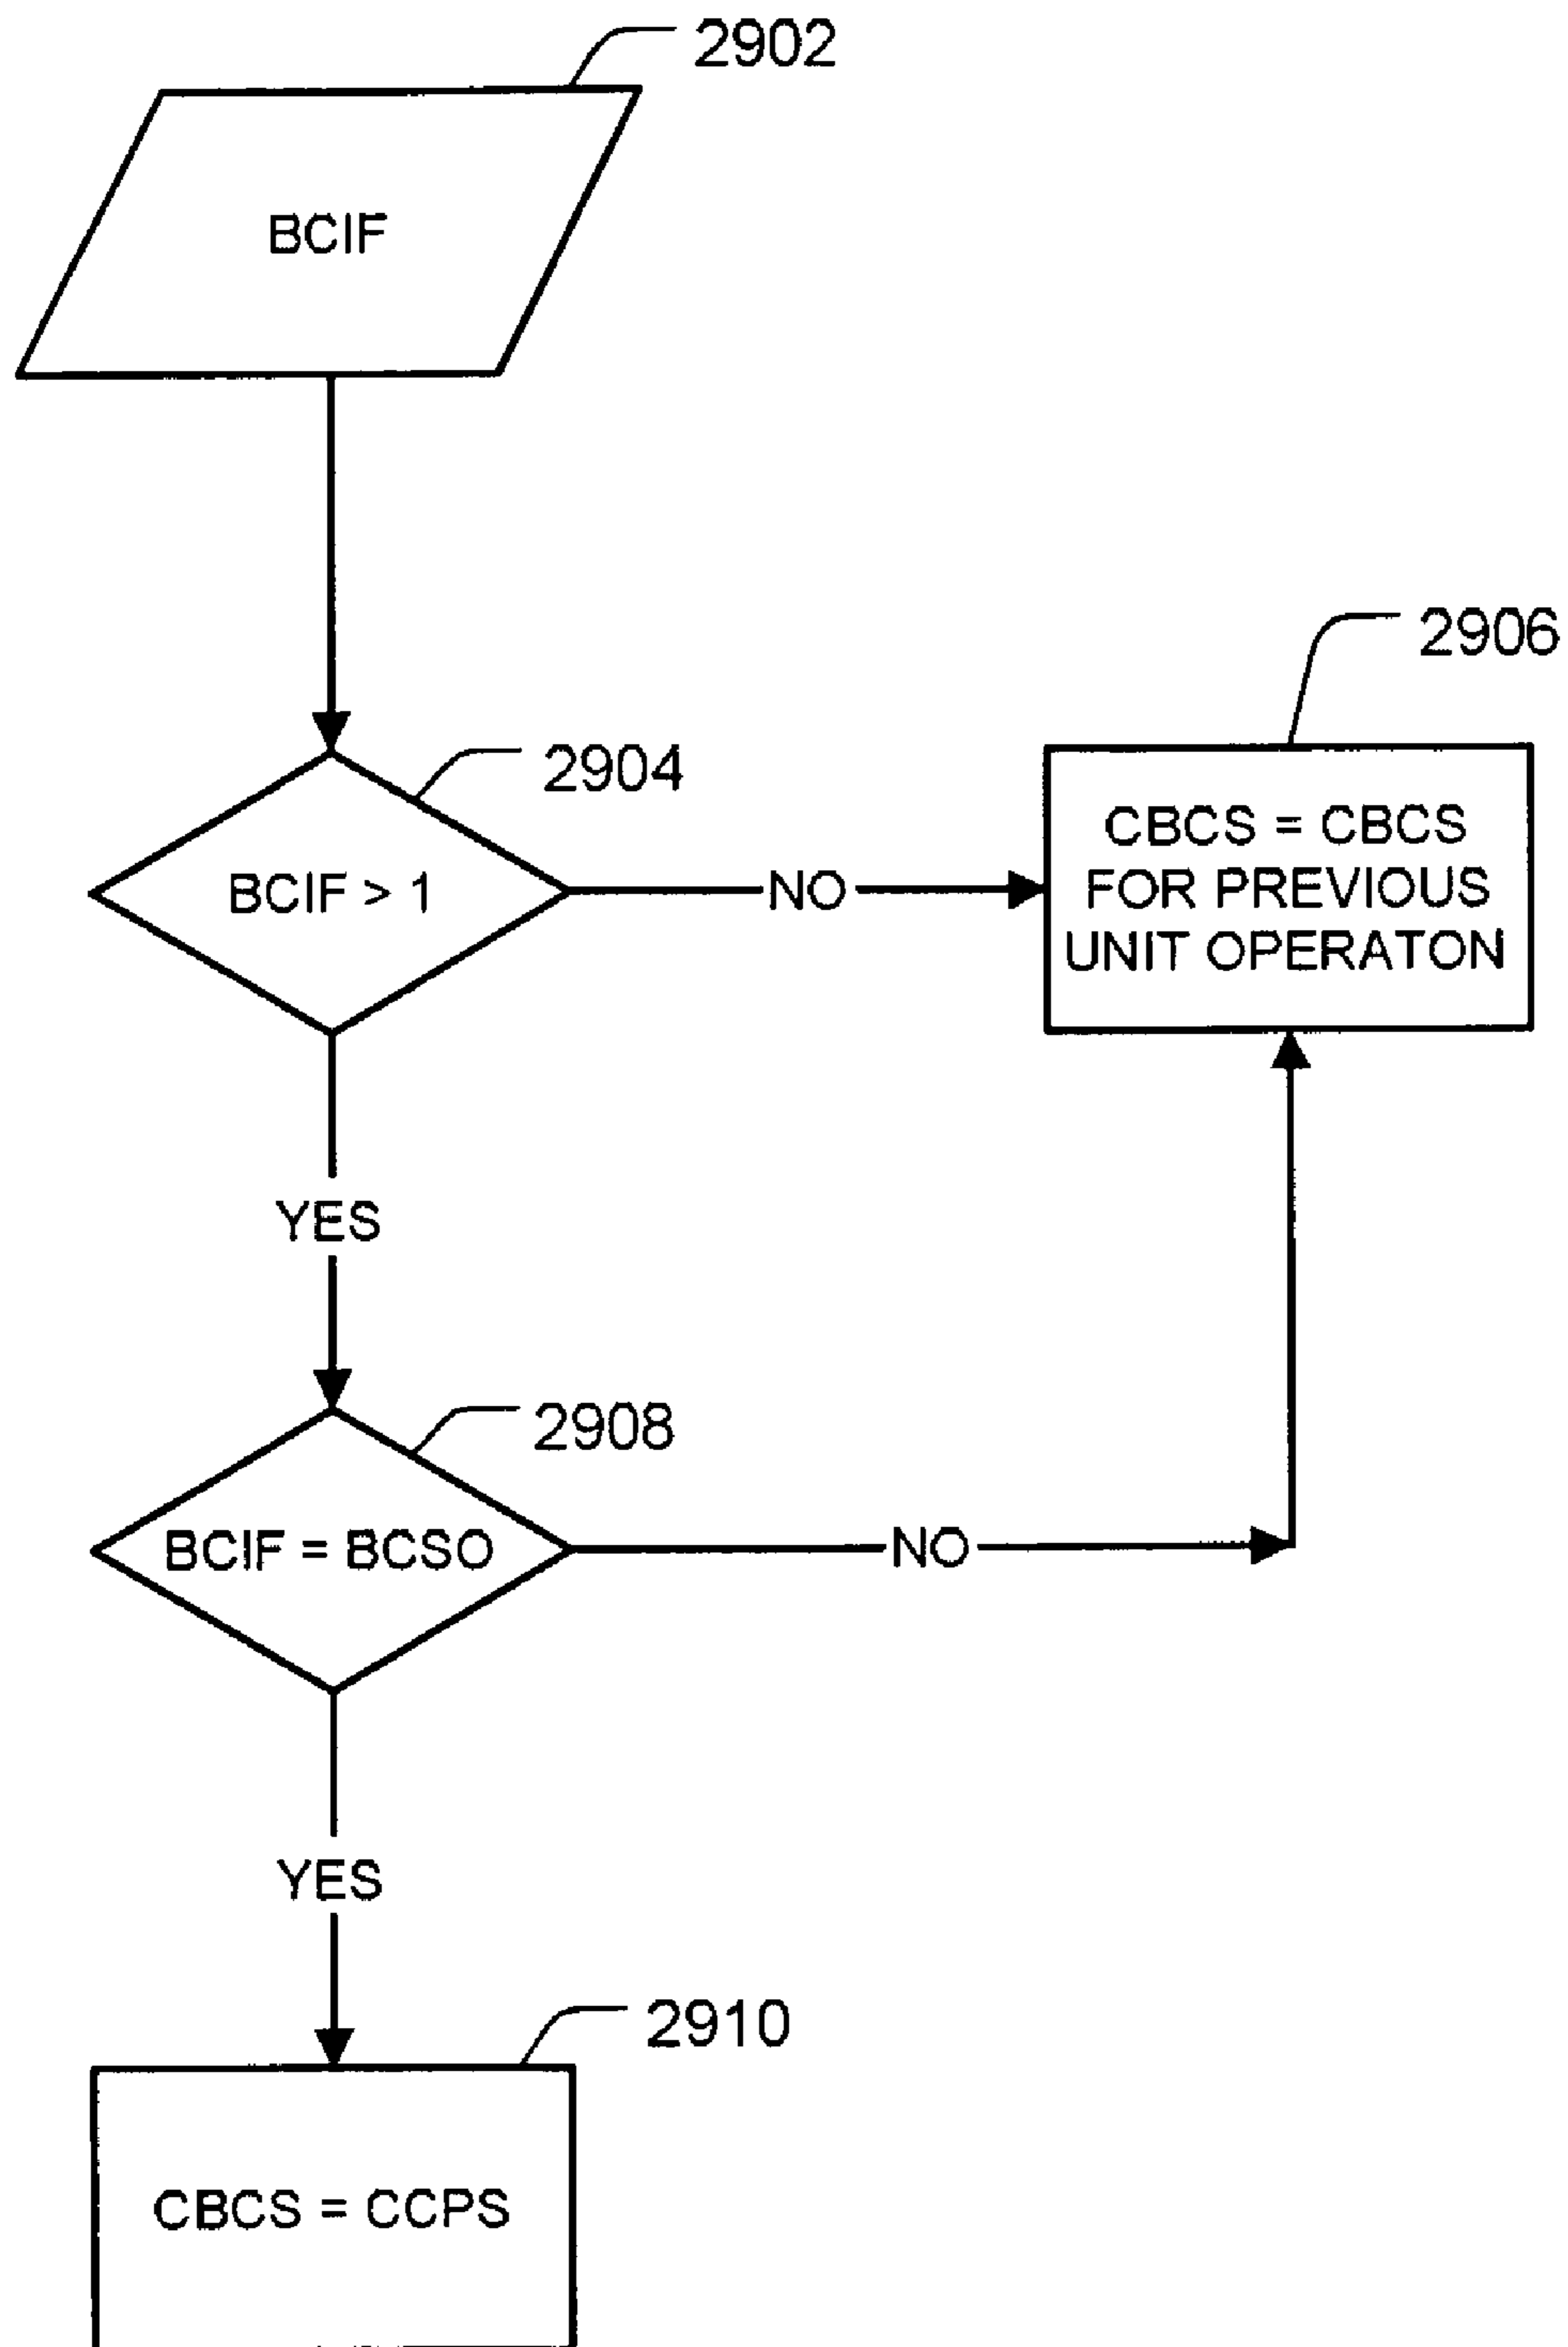 2902
BCIF
2906
2904
CBCS = CBCS
FOR PREVIOUS
UNIT OPERATON
BCIF > 1
NO
YES
2908
BCIF = BCSO
NO
YES
2910
CBCS = CCPS